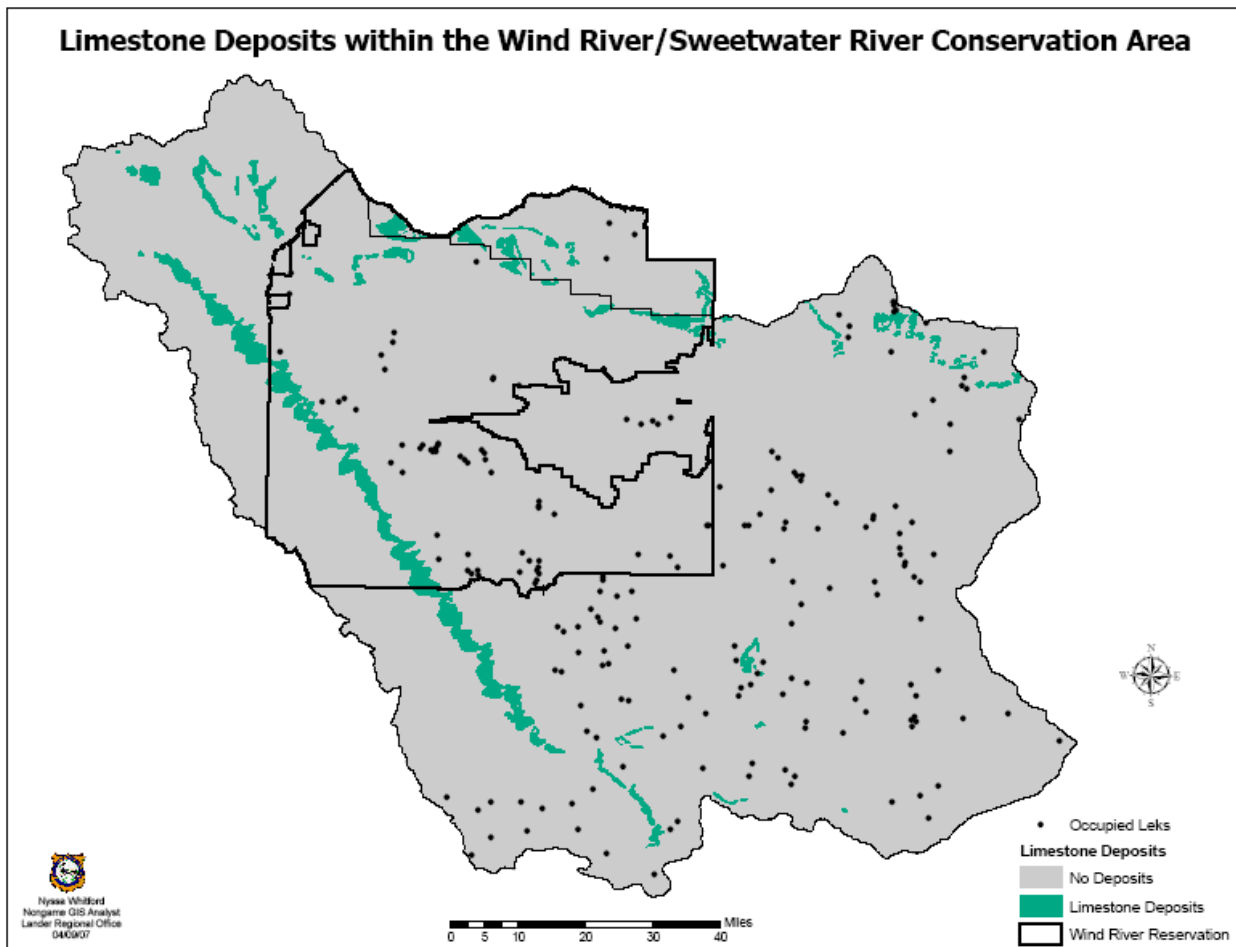 Limestone Deposits within the Wind River/Sweetwater River Conservation Area
N
W E
S
Occupied Leks
Limestone Deposits
No Deposits
Limestone Deposits
Wind River Reservation
Nyssa Whitford
Nongame GIS Analyst
Lander Regional Office
04/09/07
Miles
0 5 10 20 30 40